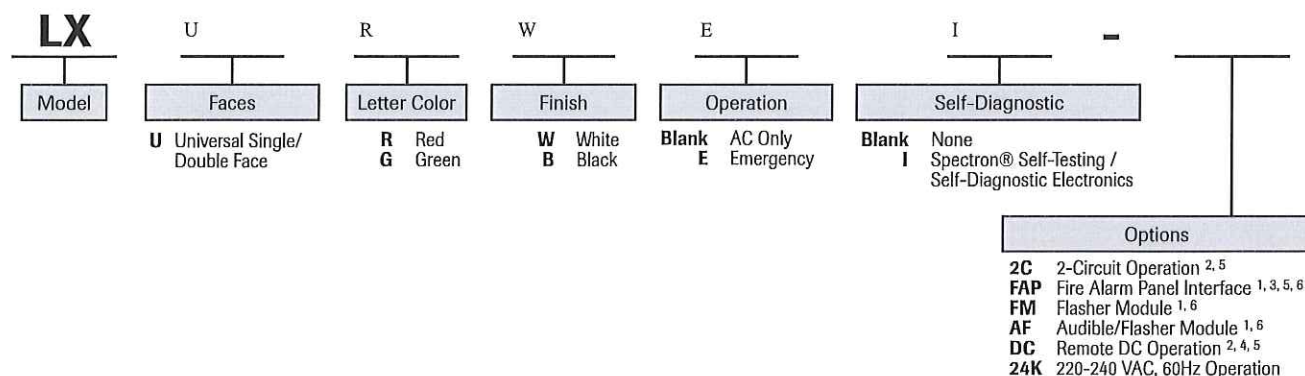 LX U R W E I -
Model Faces Letter Color Finish Operation Self-Diagnostic
U Universal Single/
Double Face
R Red
G Green
W White
B Black
Blank AC Only
E Emergency
Blank None
I Spectron® Self-Testing /
Self-Diagnostic Electronics
Options
2C 2-Circuit Operation 2, 5
FAP Fire Alarm Panel Interface 1, 3, 5, 6
FM Flasher Module 1, 6
AF Audible/Flasher Module 1, 6
DC Remote DC Operation 2, 4, 5
24K 220-240 VAC, 60Hz Operation